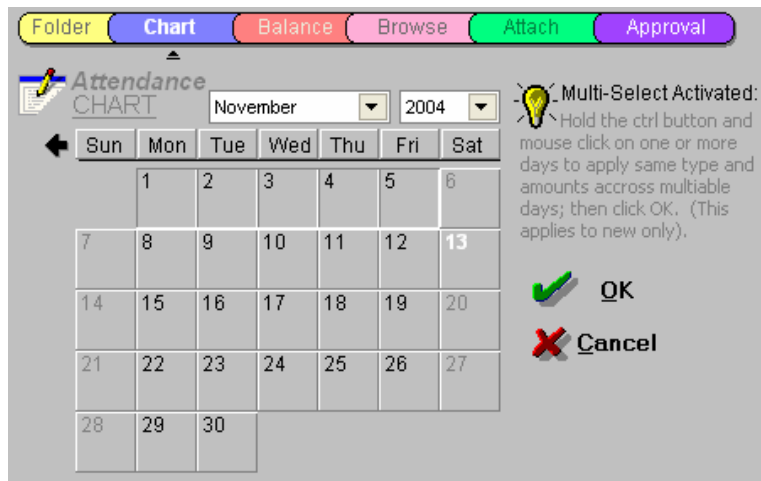 Folder Chart Balance Browse Attach Approval
Attendance
CHART
November 2004
Sun Mon Tue Wed Thu Fri Sat
1 2 3 4 5 6
7 8 9 10 11 12 13
14 15 16 17 18 19 20
21 22 23 24 25 26 27
28 29 30
Multi-Select Activated:
Hold the ctrl button and
mouse click on one or more
days to apply same type and
amounts accross multiable
days; then click OK. (This
applies to new only).
OK
Cancel